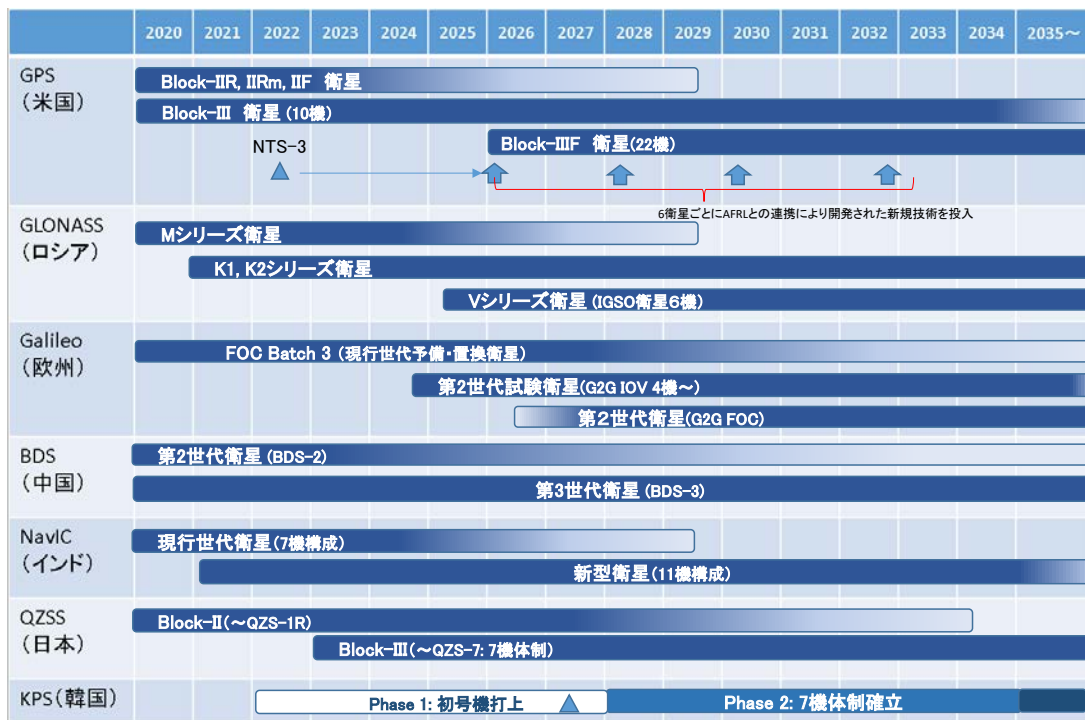 2020 2021 2022 2023 2024 2025 2026 2027 2028 2029 2030 2031 2032 2033 2034 2035～
GPS
（米国）
Block-ⅡR, ⅡRm, ⅡF 衛星
Block-Ⅲ 衛星(10機)
Block-ⅢF 衛星(22機)
NTS-3
6衛星ごとにAFRLとの連携により開発された新規技術を投入
GLONASS
（ロシア）
Mシリーズ衛星
K1, K2シリーズ衛星
Vシリーズ衛星(IGSO衛星6機)
Galileo
（欧州）
FOC Batch 3 （現行世代予備・置換衛星）
第2世代試験衛星(G2G IOV 4機～)
第２世代衛星(G2G FOC)
BDS
（中国）
第2世代衛星(BDS-2)
第3世代衛星(BDS-3)
NavIC
（インド）
現行世代衛星(7機構成)
新型衛星(11機構成)
QZSS
（日本）
Block-Ⅱ(～QZS-1R)
Block-Ⅲ(～QZS-7: 7機体制)
KPS（韓国）
Phase 1: 初号機打上
Phase 2: 7機体制確立